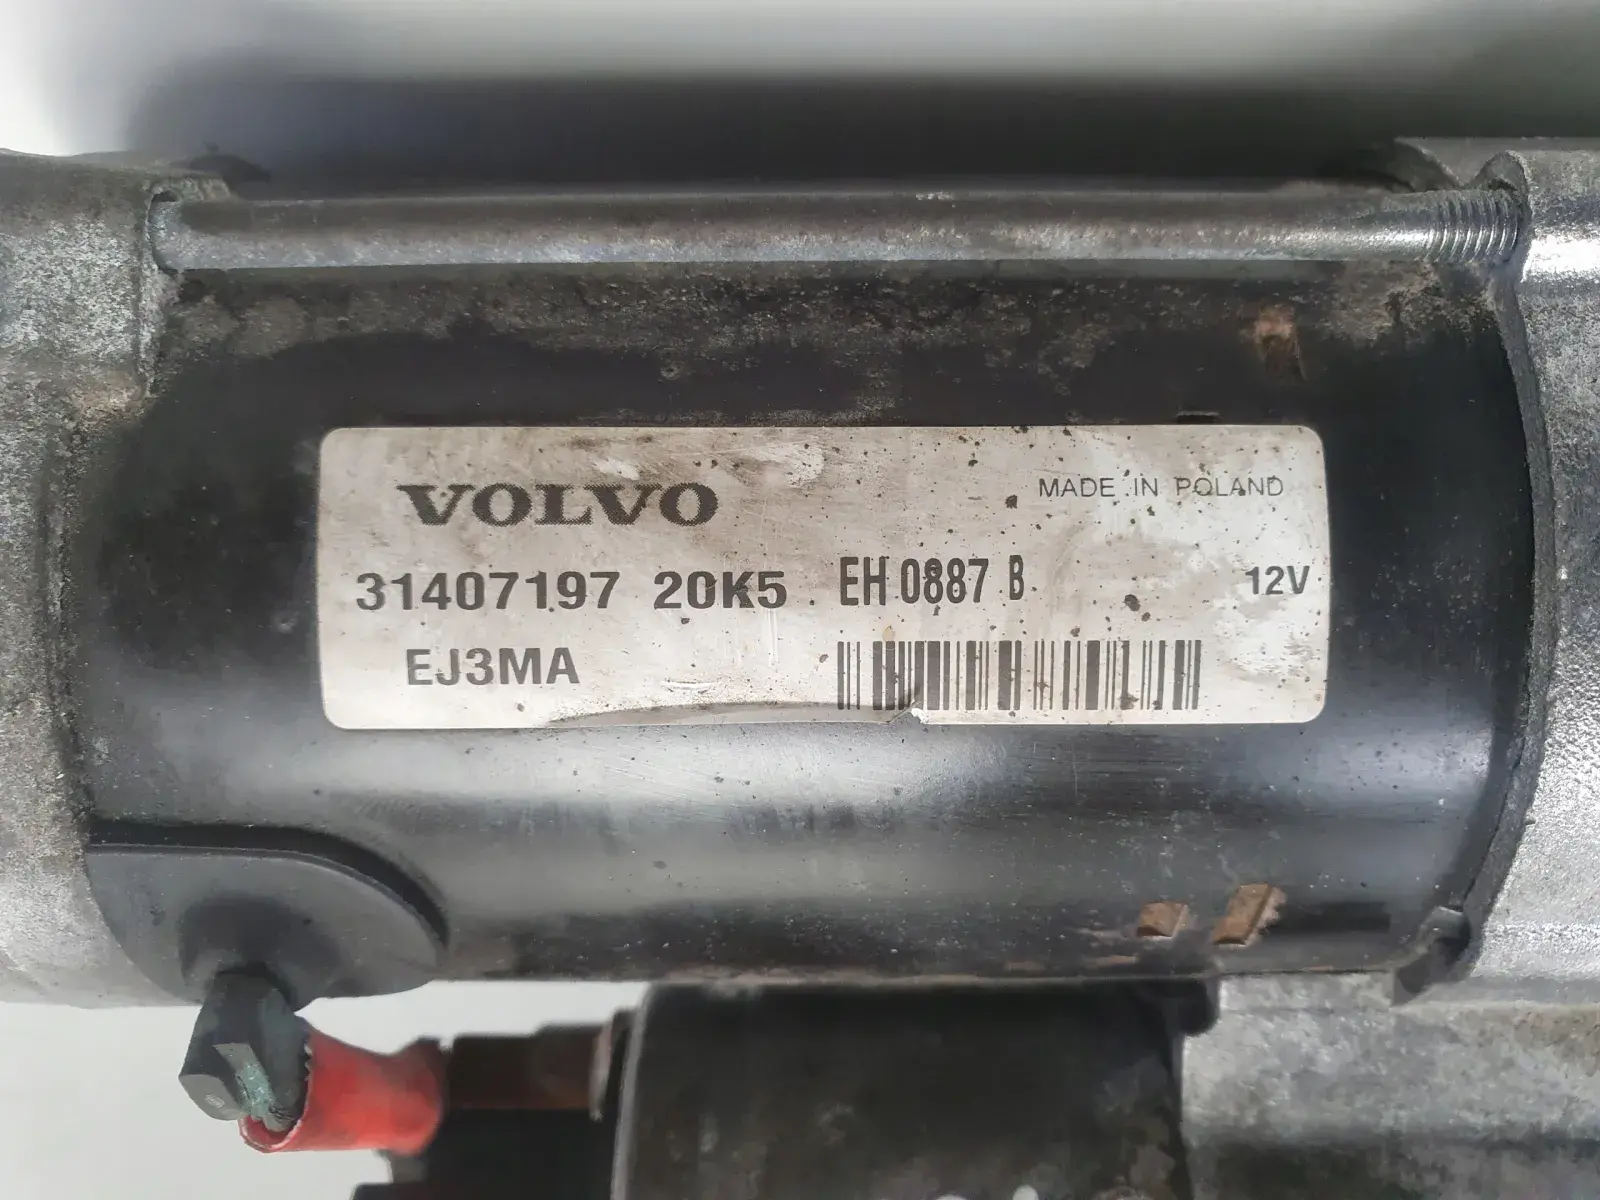 VOLVO MADE IN POLAND
31407197 20K5 EH 0887 B 12V
EJ3MA